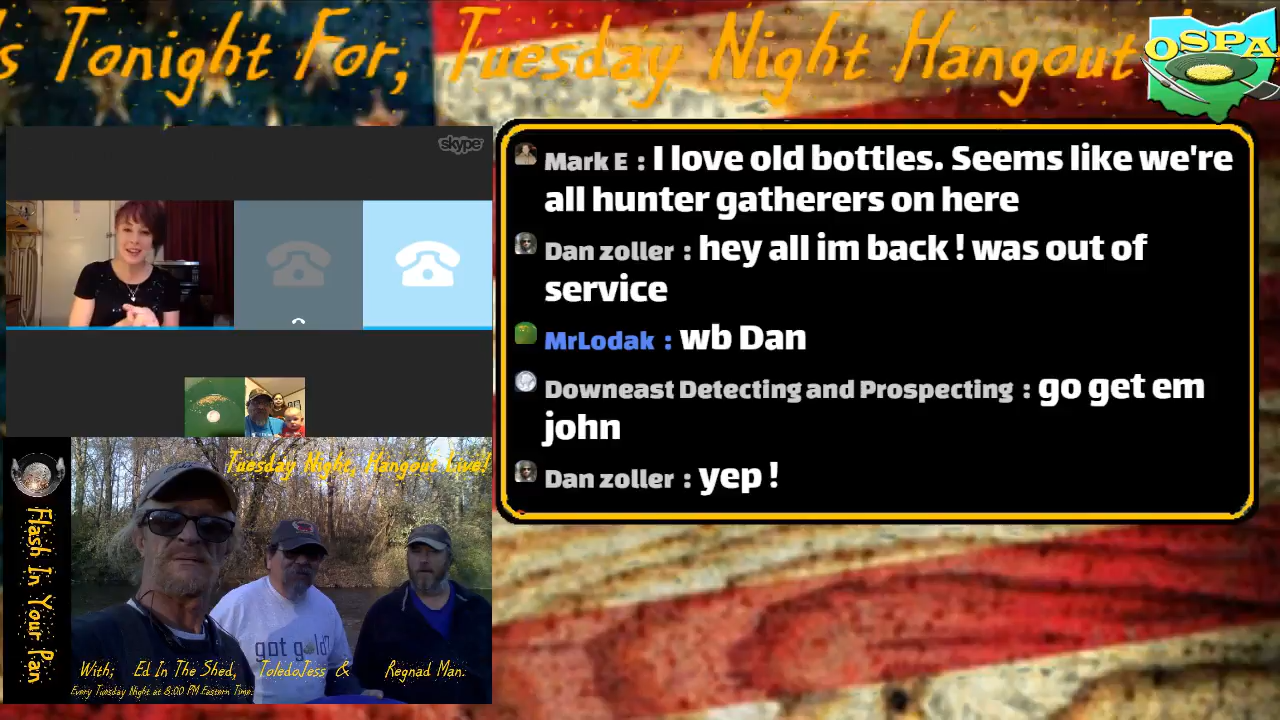 s Tonight For, Tuesday Night Hangout
OSPA
skype
Mark E : I love old bottles. Seems like we're
all hunter gatherers on here
Dan zoller : hey all im back ! was out of
service
MrLodak : wb Dan
Downeast Detecting and Prospecting : go get em
john
Dan zoller : yep !
Tuesday Night, Hangout Live!
Flash In Your Pan
got gold?
With; Ed In The Shed, ToledoJess & Regnad Man.
Every Tuesday Night at 8:00 PM Eastern Time.